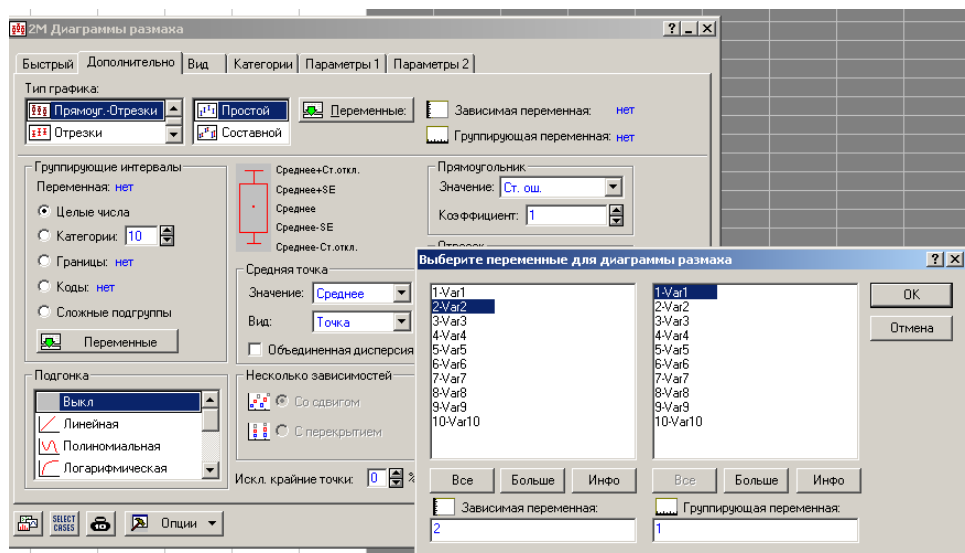 2М Диаграммы размаха
Быстрый Дополнительно Вид Категории Параметры 1 Параметры 2
Тип графика:
Прямоуг.-Отрезки
Отрезки
Простой
Составной
Переменные:
Зависимая переменная: нет
Группирующая переменная: нет
Группирующие интервалы
Переменная: нет
Целые числа
Категории: 10
Границы: нет
Коды: нет
Сложные подгруппы
Переменные
Среднее+Ст.откл.
Среднее+SE
Среднее
Среднее-SE
Среднее-Ст.откл.
Прямоугольник
Значение: Ст. ош.
Коэффициент: 1
Отрезок
Средняя точка
Значение: Среднее
Вид: Точка
Объединенная дисперсия
Подгонка
Выкл
Линейная
Полиномиальная
Логарифмическая
Несколько зависимостей
Со сдвигом
С перекрытием
Искл. крайние точки: 0 %
SELECT
CASES
Опции
Выберите переменные для диаграммы размаха
1-Var1
2-Var2
3-Var3
4-Var4
5-Var5
6-Var6
7-Var7
8-Var8
9-Var9
10-Var10
1-Var1
2-Var2
3-Var3
4-Var4
5-Var5
6-Var6
7-Var7
8-Var8
9-Var9
10-Var10
OK
Отмена
Все Больше Инфо
Все Больше Инфо
Зависимая переменная:
2
Группирующая переменная:
1